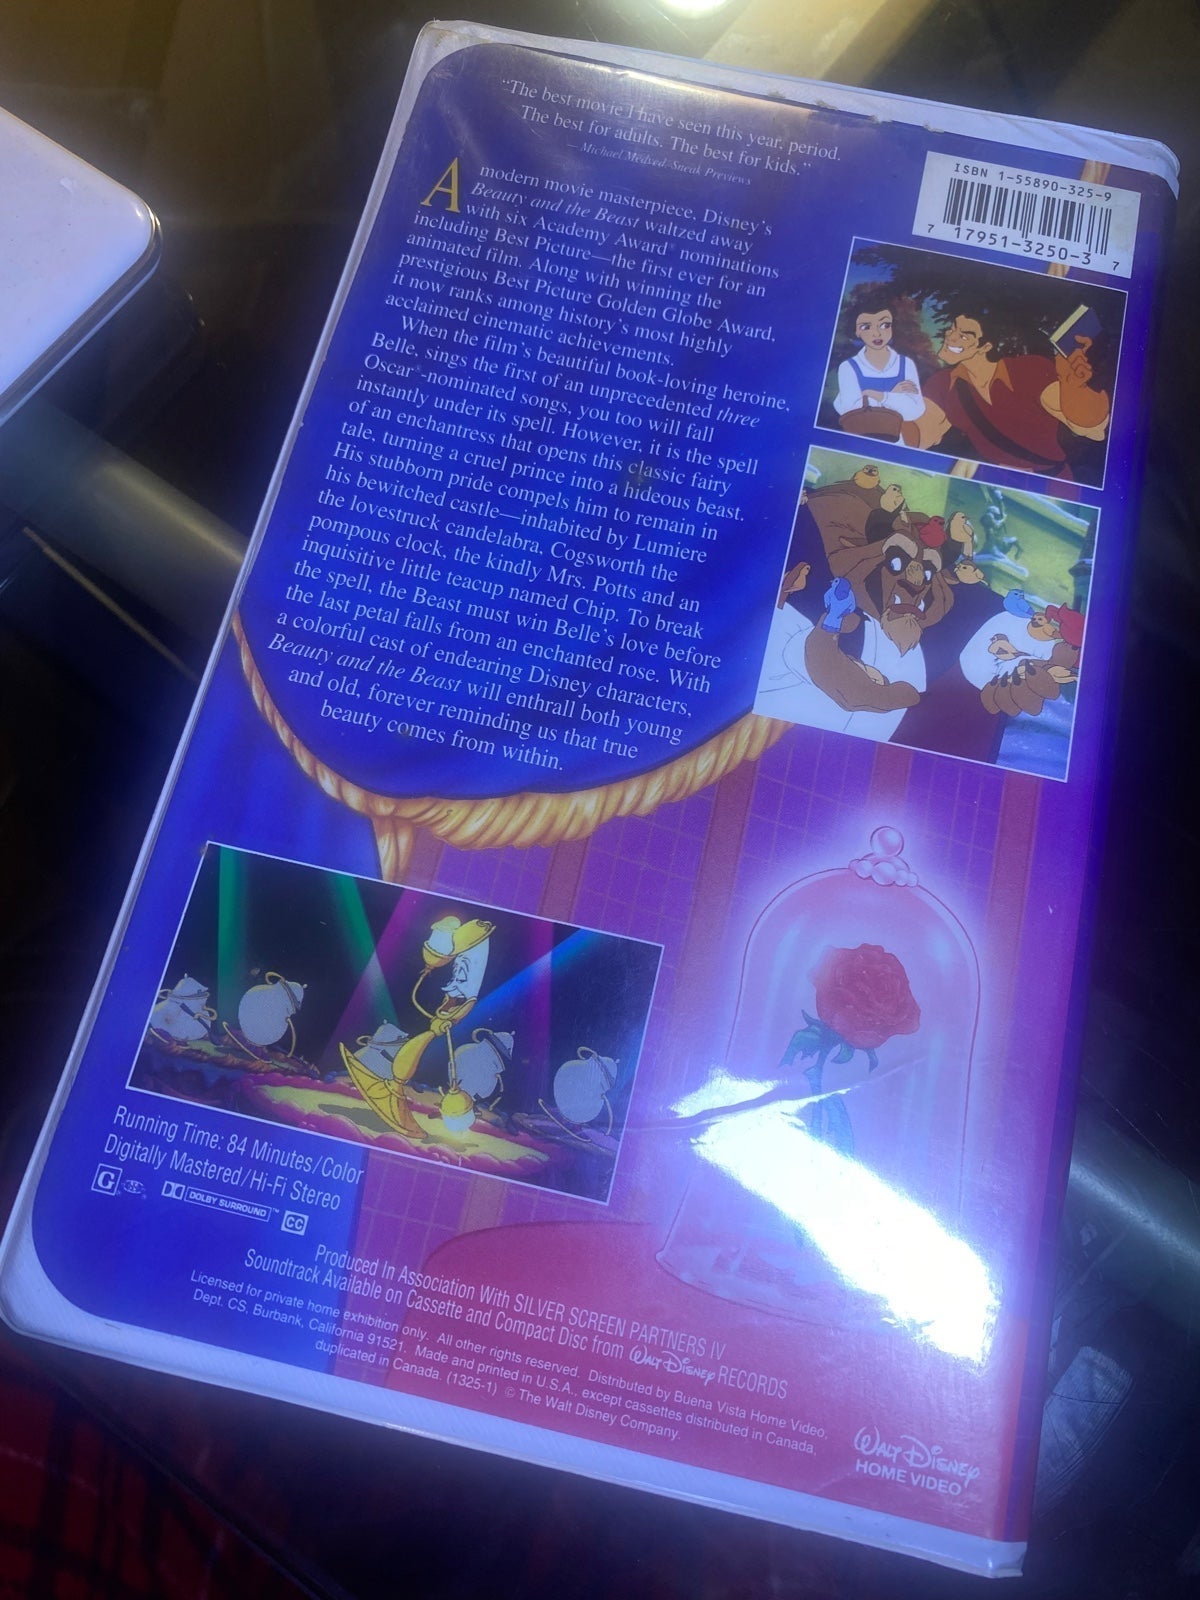 “The best movie I have seen this year, period.
The best for adults. The best for kids.”
— Michael Medved, Sneak Previews
ISBN 1-55890-325-9
7 17951-3250-3 7
A modern movie masterpiece, Disney's
Beauty and the Beast waltzed away
with six Academy Award® nominations
including Best Picture—the first ever for an
animated film. Along with winning the
prestigious Best Picture Golden Globe Award,
it now ranks among history's most highly
acclaimed cinematic achievements.
When the film's beautiful book-loving heroine,
Belle, sings the first of an unprecedented three
Oscar®-nominated songs, you too will fall
instantly under its spell. However, it is the spell
of an enchantress that opens this classic fairy
tale, turning a cruel prince into a hideous beast.
His stubborn pride compels him to remain in
his bewitched castle—inhabited by Lumiere
the lovestruck candelabra, Cogsworth the
pompous clock, the kindly Mrs. Potts and an
inquisitive little teacup named Chip. To break
the spell, the Beast must win Belle's love before
the last petal falls from an enchanted rose. With
a colorful cast of endearing Disney characters,
Beauty and the Beast will enthrall both young
and old, forever reminding us that true
beauty comes from within.
Running Time: 84 Minutes/Color
Digitally Mastered/Hi-Fi Stereo
G DOLBY SURROUND™ CC
Produced In Association With SILVER SCREEN PARTNERS IV
Soundtrack Available on Cassette and Compact Disc from Walt Disney RECORDS
Licensed for private home exhibition only. All other rights reserved. Distributed by Buena Vista Home Video,
Dept. CS, Burbank, California 91521. Made and printed in U.S.A., except cassettes distributed in Canada,
duplicated in Canada. (1325-1) © The Walt Disney Company.
Walt Disney
HOME VIDEO